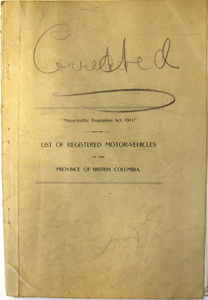 Corrected
"Motor-traffic Regulation Act, 1911."
LIST OF REGISTERED MOTOR-VEHICLES
IN THE
PROVINCE OF BRITISH COLUMBIA.